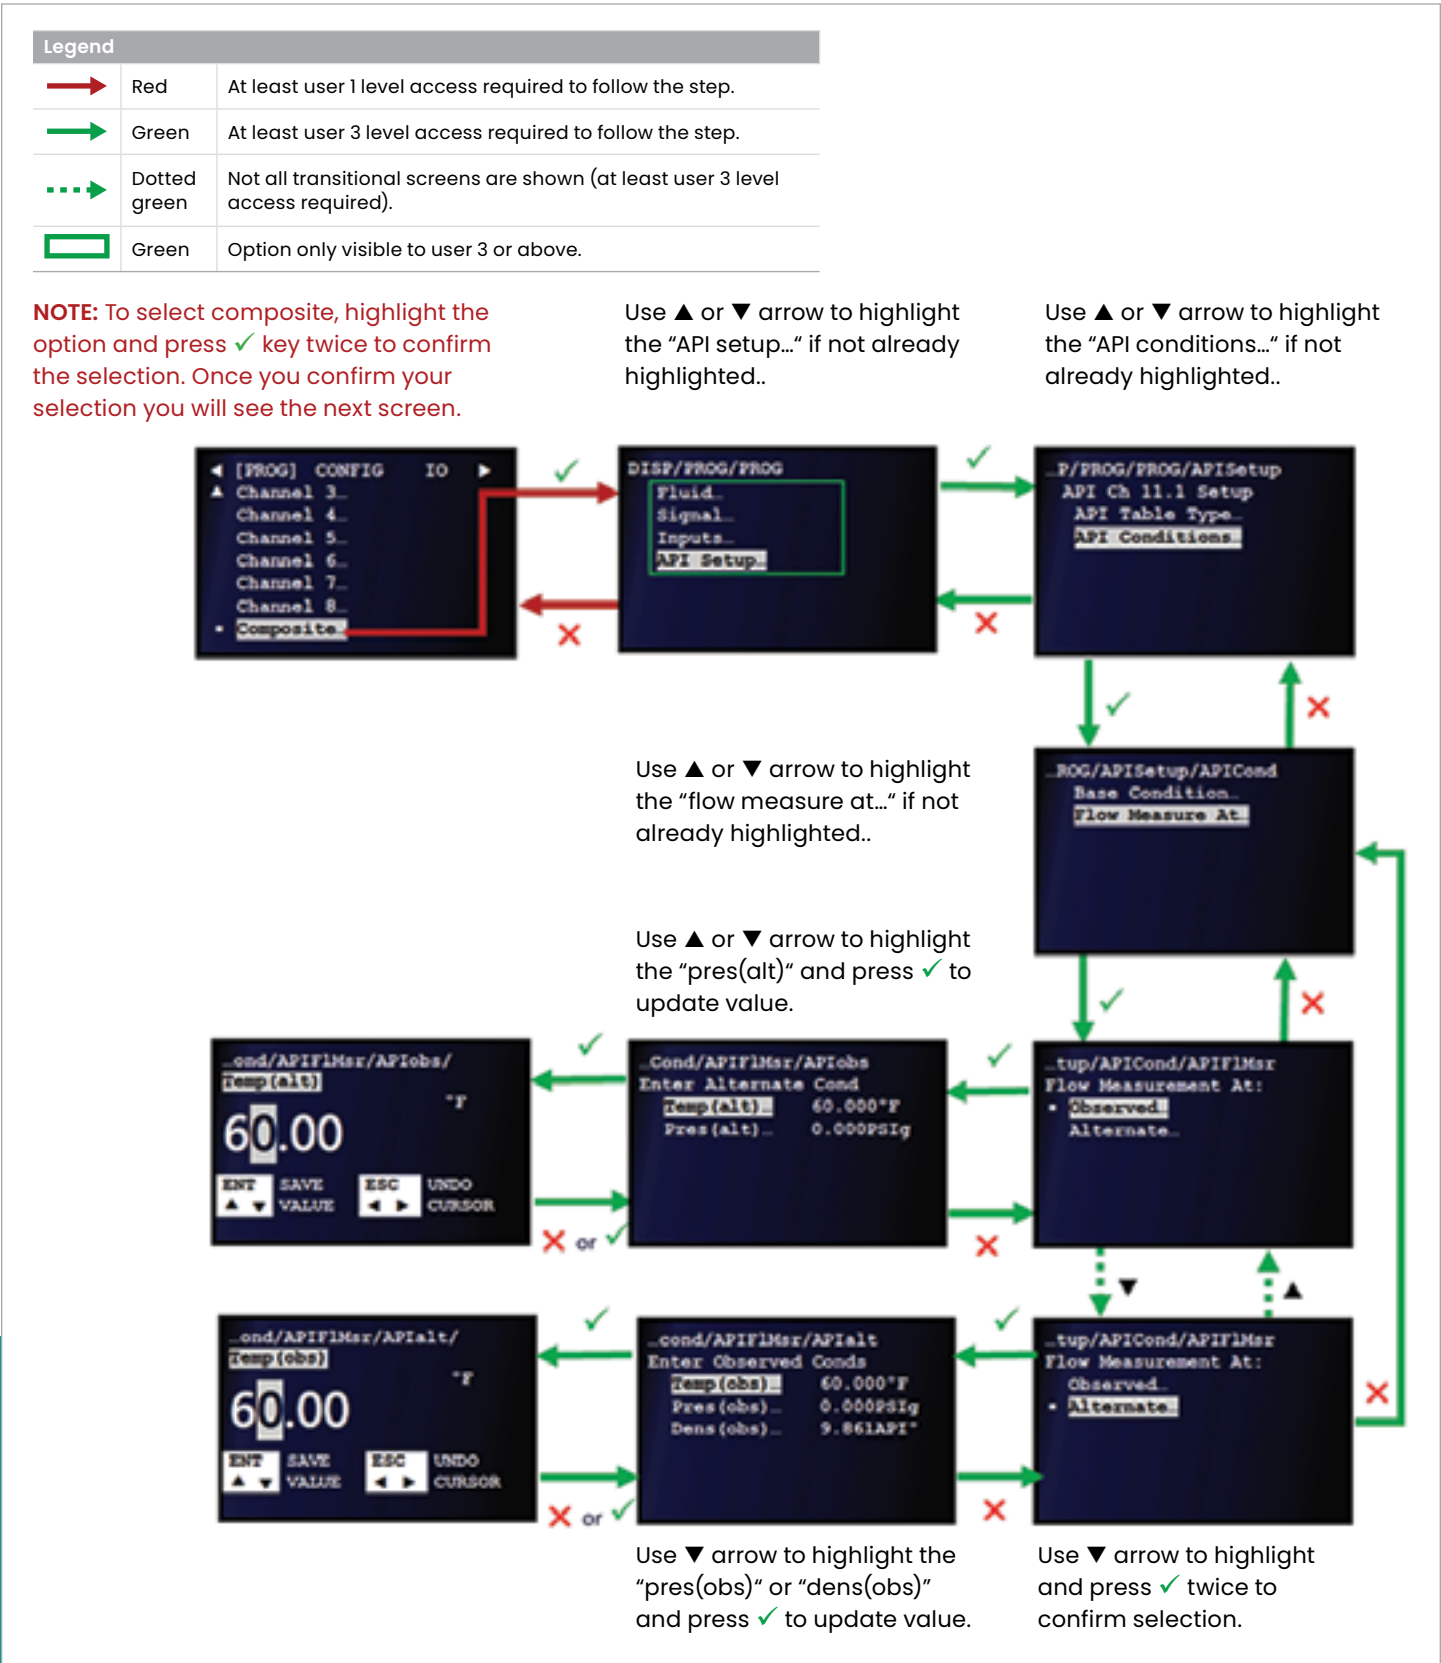 Legend
Red At least user 1 level access required to follow the step.
Green At least user 3 level access required to follow the step.
Dotted green Not all transitional screens are shown (at least user 3 level access required).
Green Option only visible to user 3 or above.
NOTE: To select composite, highlight the
option and press ✓ key twice to confirm
the selection. Once you confirm your
selection you will see the next screen.
Use ▲ or ▼ arrow to highlight
the “API setup...“ if not already
highlighted..
Use ▲ or ▼ arrow to highlight
the “API conditions...“ if not
already highlighted..
◀ [PROG] CONFIG IO ▶
▲ Channel 3…
Channel 4…
Channel 5…
Channel 6…
Channel 7…
Channel 8…
Composite…
✓
✕
DISP/PROG/PROG
Fluid…
Signal…
Inputs…
API Setup…
✓
✕
…P/PROG/PROG/APISetup
API Ch 11.1 Setup
API Table Type…
API Conditions…
✓
✕
Use ▲ or ▼ arrow to highlight
the “flow measure at...“ if not
already highlighted..
…ROG/APISetup/APICond
Base Condition…
Flow Measure At…
✓
✕
Use ▲ or ▼ arrow to highlight
the “pres(alt)“ and press ✓ to
update value.
…ond/APIFlMsr/APIobs/
Temp(alt)
°F
60.00
ENT SAVE ESC UNDO
▲ ▼ VALUE ◀ ▶ CURSOR
✓
✕ or ✓
…Cond/APIFlMsr/APIobs
Enter Alternate Cond
Temp(alt)… 60.000°F
Pres(alt)… 0.000PSIg
✓
✕
…tup/APICond/APIFlMsr
Flow Measurement At:
Observed…
Alternate…
▼
▲
…ond/APIFlMsr/APIalt/
Temp(obs)
°F
60.00
ENT SAVE ESC UNDO
▲ ▼ VALUE ◀ ▶ CURSOR
✓
✕ or ✓
…cond/APIFlMsr/APIalt
Enter Observed Conds
Temp(obs)… 60.000°F
Pres(obs)… 0.000PSIg
Dens(obs)… 9.861API°
✓
✕
…tup/APICond/APIFlMsr
Flow Measurement At:
Observed…
Alternate…
✕
Use ▼ arrow to highlight the
“pres(obs)“ or “dens(obs)”
and press ✓ to update value.
Use ▼ arrow to highlight
and press ✓ twice to
confirm selection.